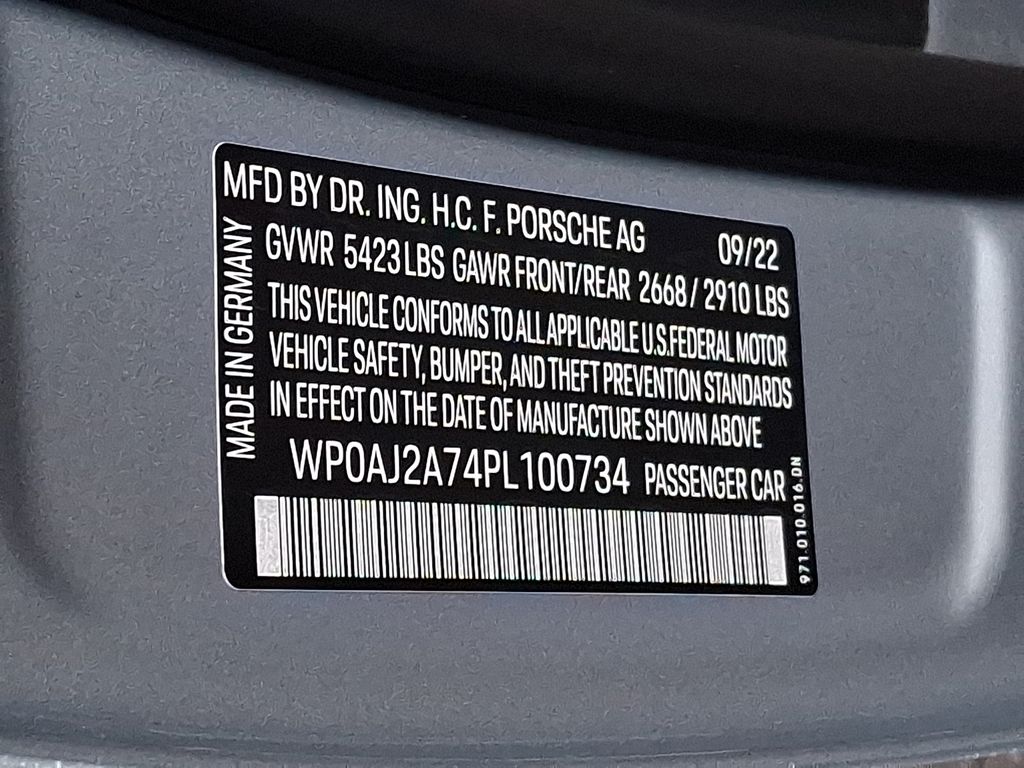 MFD BY DR. ING. H.C. F. PORSCHE AG 09/22
GVWR 5423 LBS GAWR FRONT/REAR 2668 / 2910 LBS
THIS VEHICLE CONFORMS TO ALL APPLICABLE U.S. FEDERAL MOTOR
VEHICLE SAFETY, BUMPER, AND THEFT PREVENTION STANDARDS
IN EFFECT ON THE DATE OF MANUFACTURE SHOWN ABOVE
WP0AJ2A74PL100734 PASSENGER CAR
MADE IN GERMANY
971.010.016.DN